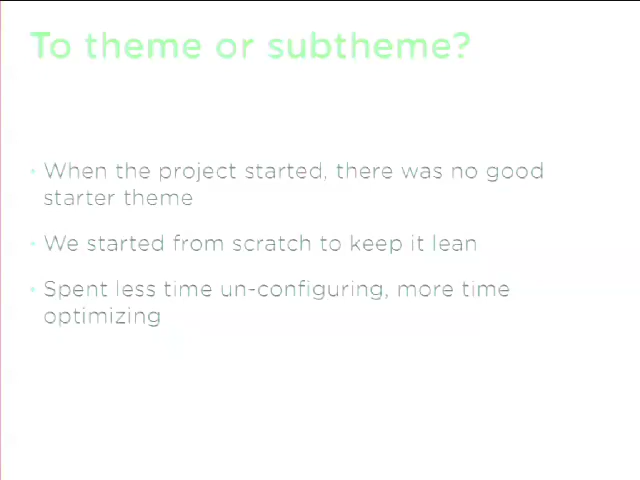 To theme or subtheme?
• When the project started, there was no good
starter theme
• We started from scratch to keep it lean
• Spent less time un-configuring, more time
optimizing